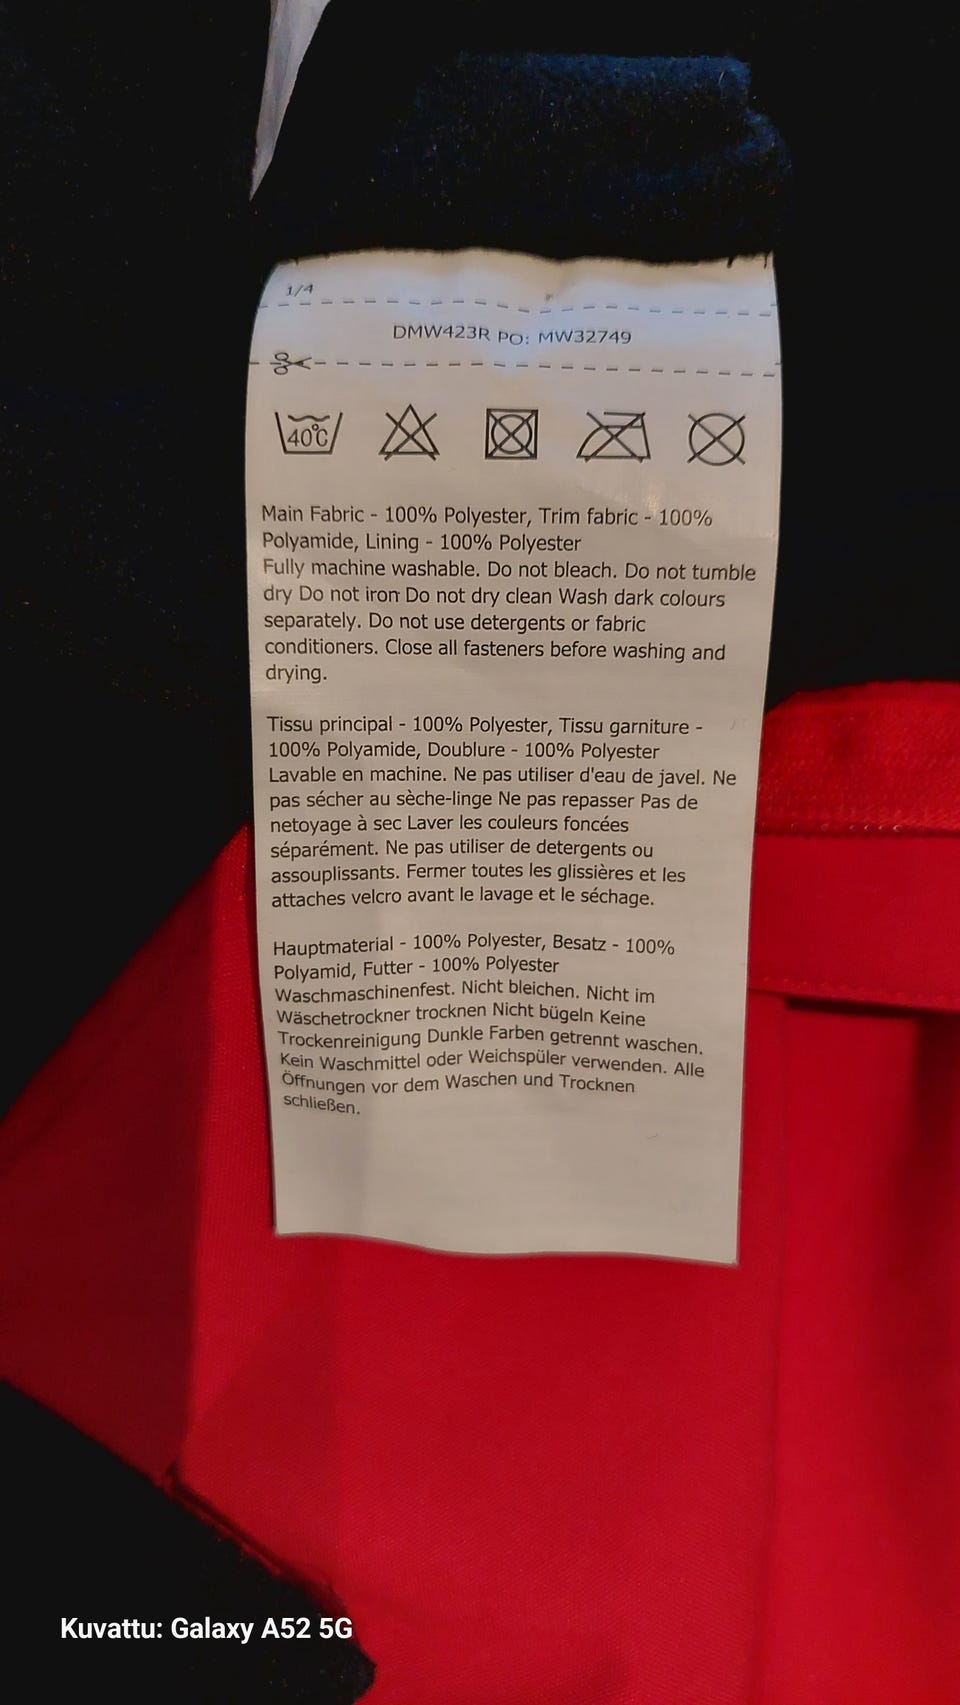 1/4
DMW423R PO: MW32749
40°C
Main Fabric - 100% Polyester, Trim fabric - 100%
Polyamide, Lining - 100% Polyester
Fully machine washable. Do not bleach. Do not tumble
dry Do not iron Do not dry clean Wash dark colours
separately. Do not use detergents or fabric
conditioners. Close all fasteners before washing and
drying.
Tissu principal - 100% Polyester, Tissu garniture -
100% Polyamide, Doublure - 100% Polyester
Lavable en machine. Ne pas utiliser d'eau de javel. Ne
pas sécher au sèche-linge Ne pas repasser Pas de
netoyage à sec Laver les couleurs foncées
séparément. Ne pas utiliser de detergents ou
assouplissants. Fermer toutes les glissières et les
attaches velcro avant le lavage et le séchage.
Hauptmaterial - 100% Polyester, Besatz - 100%
Polyamid, Futter - 100% Polyester
Waschmaschinenfest. Nicht bleichen. Nicht im
Wäschetrockner trocknen Nicht bügeln Keine
Trockenreinigung Dunkle Farben getrennt waschen.
Kein Waschmittel oder Weichspüler verwenden. Alle
Öffnungen vor dem Waschen und Trocknen
schließen.
Kuvattu: Galaxy A52 5G